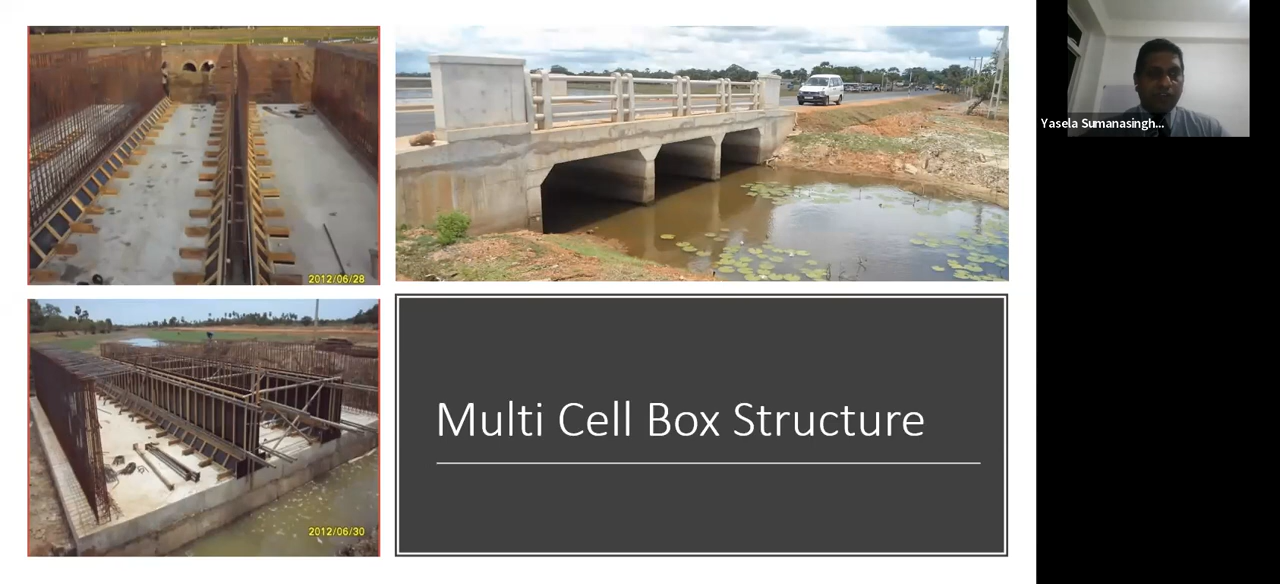 2012/06/28
Yasela Sumanasingh...
2012/06/30
Multi Cell Box Structure